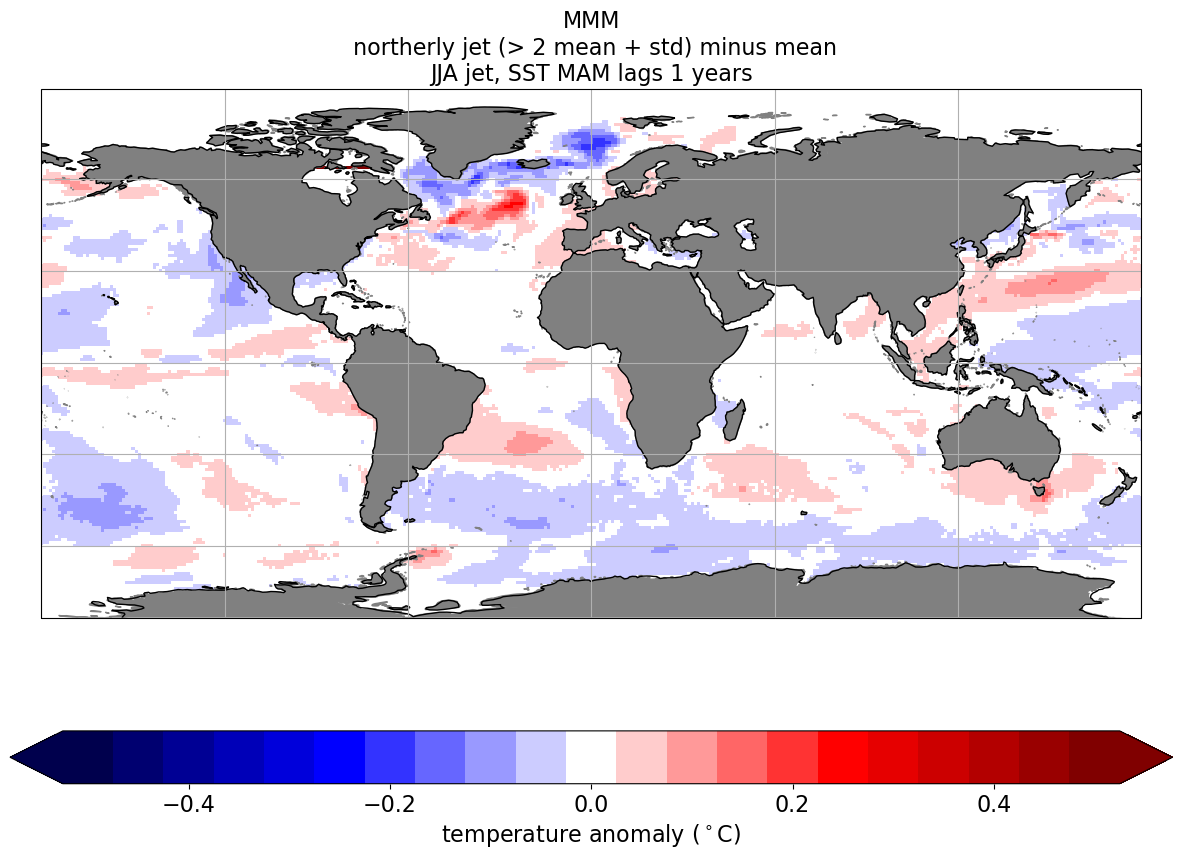 MMM
northerly jet (> 2 mean + std) minus mean
JJA jet, SST MAM lags 1 years
−0.4 −0.2 0.0 0.2 0.4
temperature anomaly (°C)